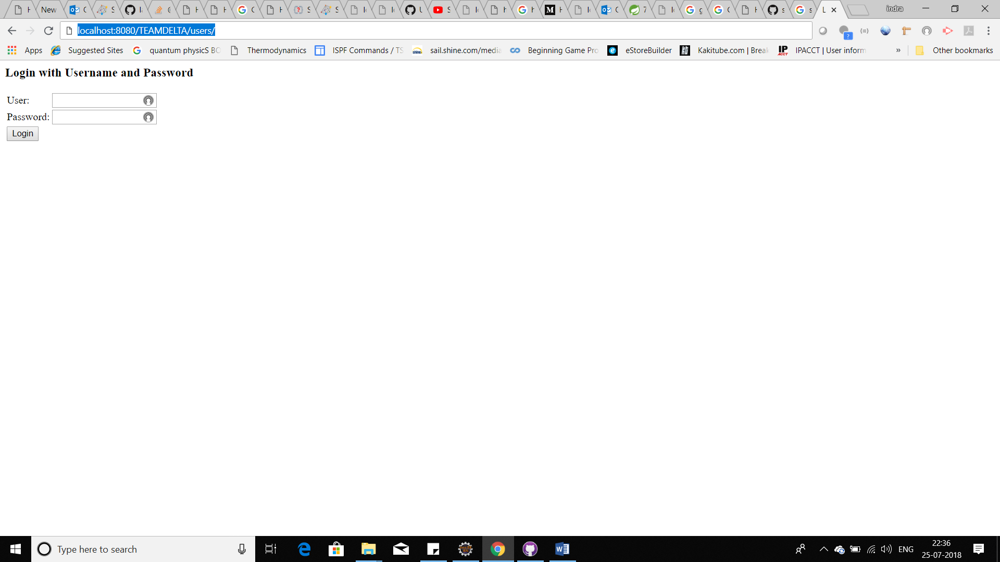 New
indra
localhost:8080/TEAMDELTA/users/
Apps
Suggested Sites
quantum physicS BO
Thermodynamics
ISPF Commands / TS
sail.shine.com/media
Beginning Game Pro
eStoreBuilder
Kakitube.com | Break
IPACCT | User inform
»
Other bookmarks
Login with Username and Password
User:
Password:
Login
Type here to search
ENG
22:36
25-07-2018